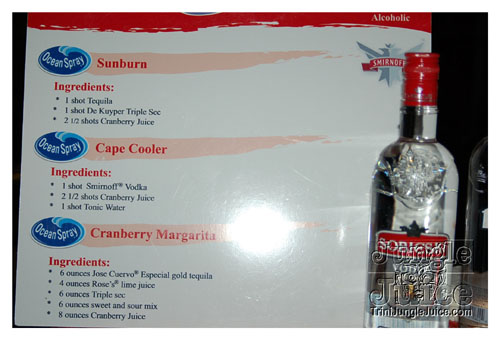 Alcoholic
Ocean Spray
Sunburn
SMIRNOFF
Ingredients:
* 1 shot Tequila
* 1 shot De Kuyper Triple Sec
* 2 1/2 shots Cranberry Juice
Ocean Spray
Cape Cooler
Ingredients:
* 1 shot Smirnoff® Vodka
* 2 1/2 shots Cranberry Juice
* 1 shot Tonic Water
Ocean Spray
Cranberry Margarita
Ingredients:
* 6 ounces Jose Cuervo® Especial gold tequila
* 4 ounces Rose's® lime juice
* 6 ounces Triple sec
* 6 ounces sweet and sour mix
* 8 ounces Cranberry Juice
VODKA
Jungle
Juice
TriniJungleJuice.com